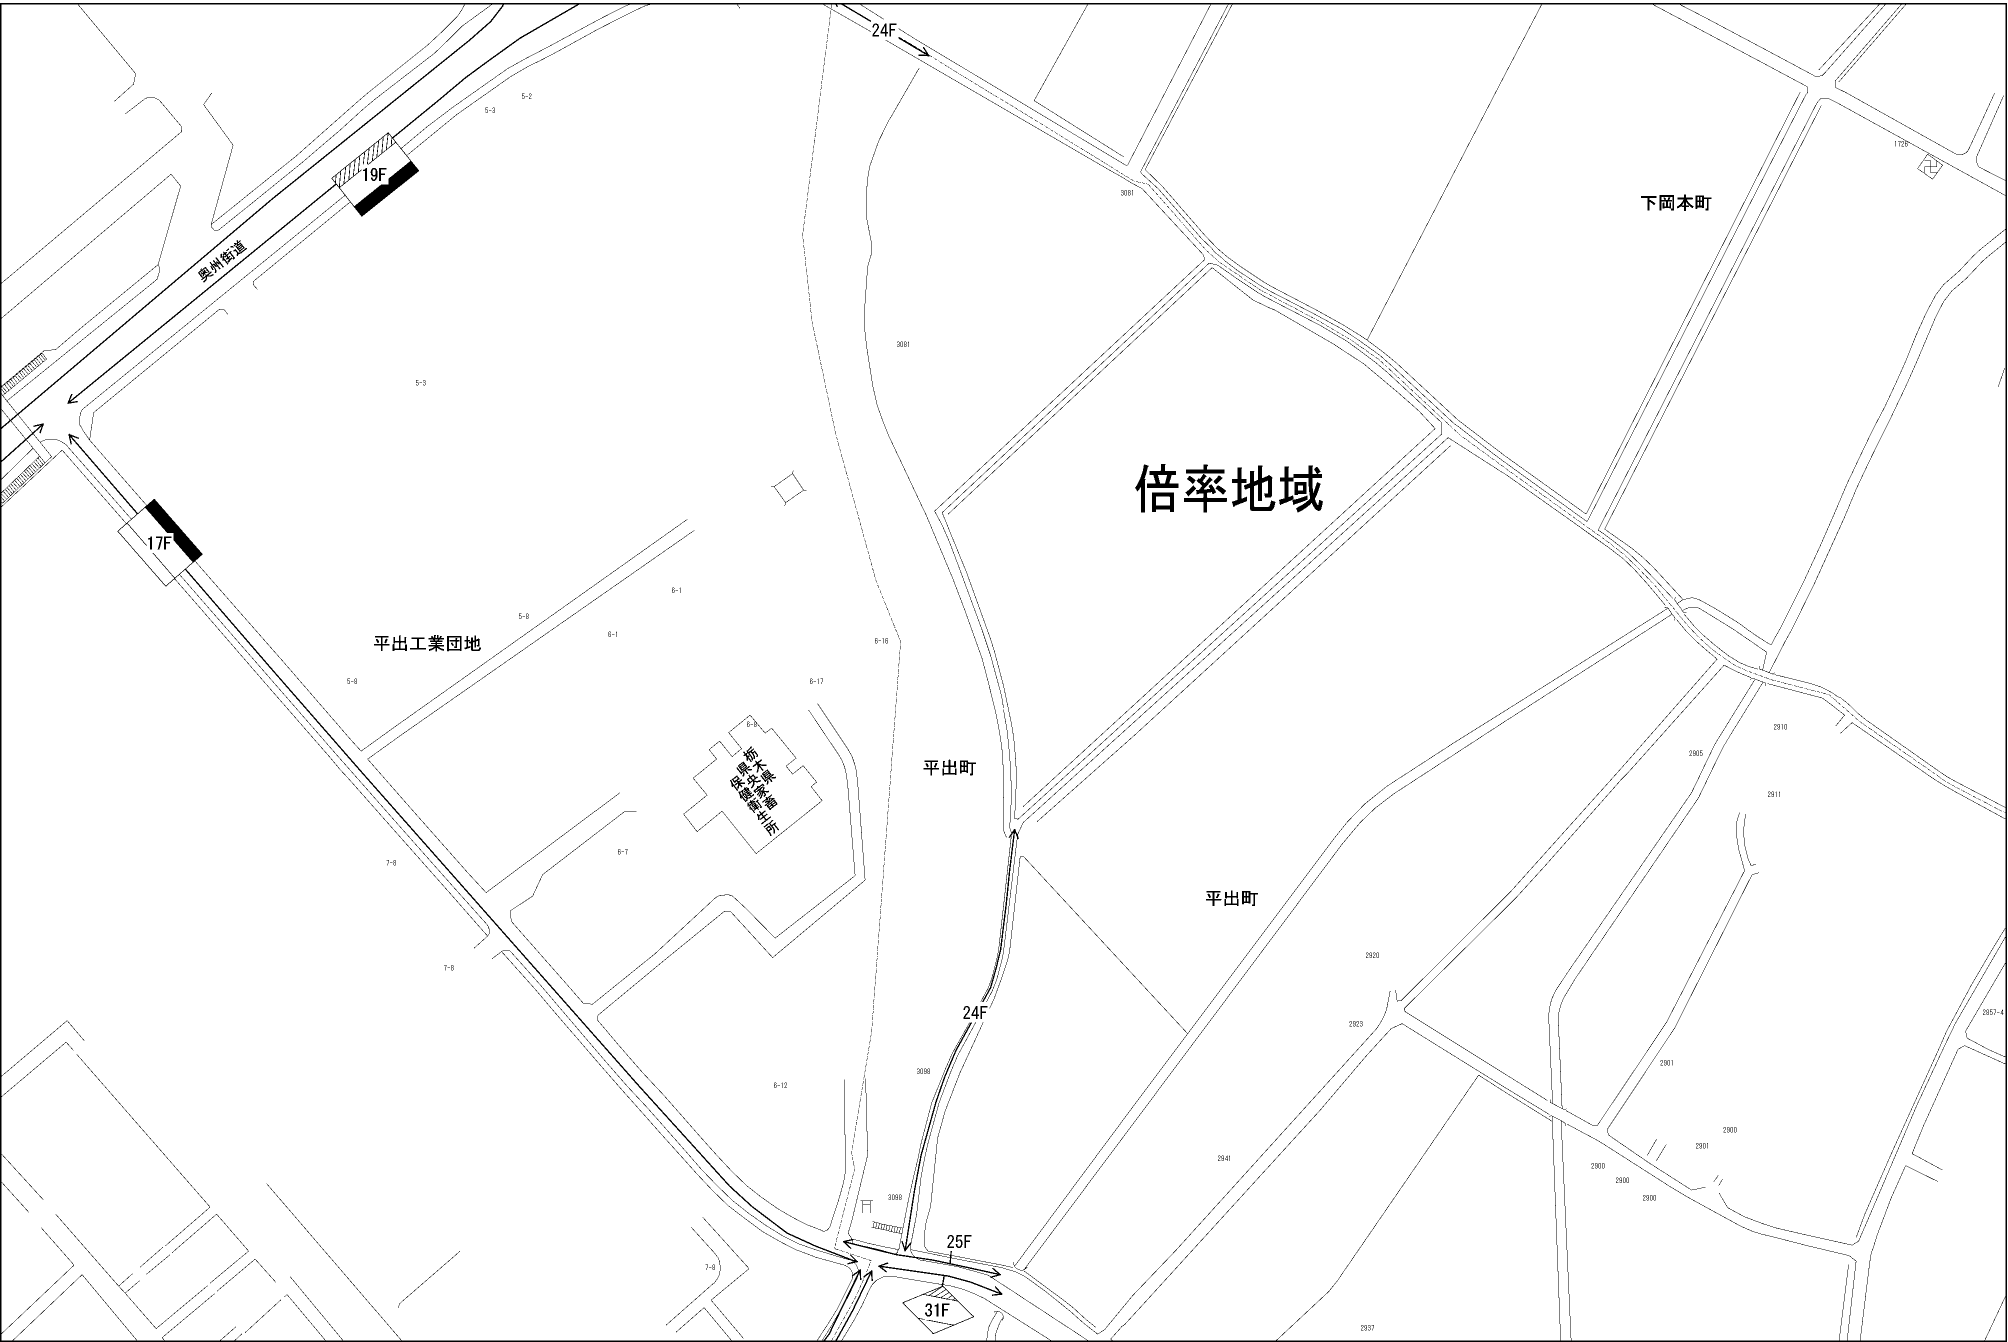 24F
5-3
5-2
19F
1726
3081
下岡本町
奥州街道
3081
5-3
倍率地域
17F
6-1
5-8
6-1
平出工業団地
6-16
5-8
6-17
6-8
栃木県
県央家畜
保健衛生所
平出町
2910
2905
2911
6-7
7-8
平出町
2920
7-8
24F
2923
2857-4
2901
3098
6-12
2900
2901
2941
2900
2900
2900
3098
25F
7-8
31F
2937